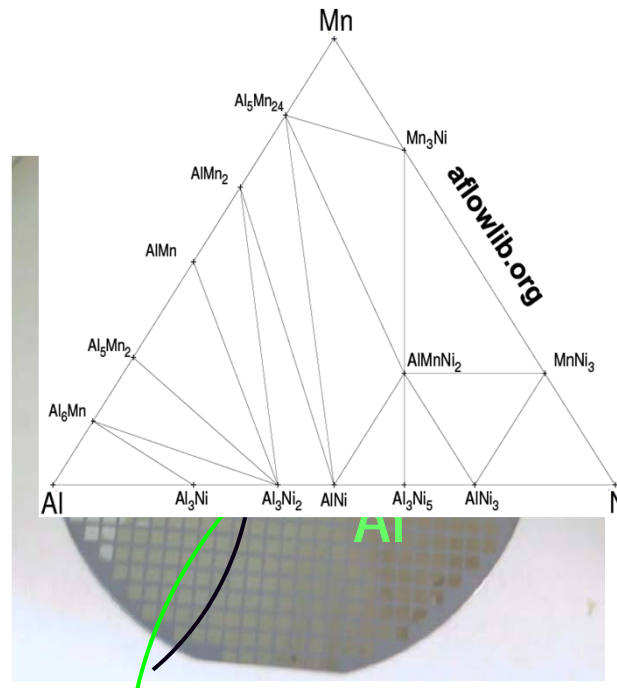 Mn
Al₅Mn₂₄
Mn₃Ni
AlMn₂
aflowlib.org
AlMn
Al₅Mn₂
AlMnNi₂
MnNi₃
Al₆Mn
Al
Al₃Ni
Al₃Ni₂
AlNi
Al₃Ni₅
AlNi₃
N
Al